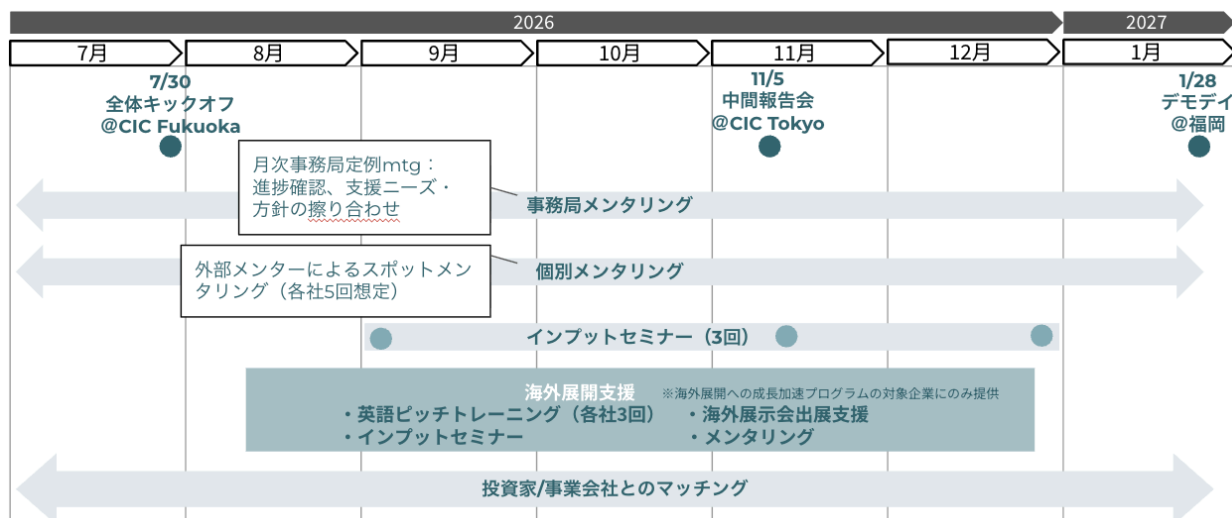 2026
2027
7月
8月
9月
10月
11月
12月
1月
7/30
全体キックオフ
@CIC Fukuoka
11/5
中間報告会
@CIC Tokyo
1/28
デモデイ
@福岡
月次事務局定例mtg：
進捗確認、支援ニーズ・
方針の擦り合わせ
事務局メンタリング
外部メンターによるスポットメン
タリング（各社5回想定）
個別メンタリング
インプットセミナー（3回）
海外展開支援 ※海外展開への成長加速プログラムの対象企業にのみ提供
・英語ピッチトレーニング（各社3回） ・海外展示会出展支援
・インプットセミナー ・メンタリング
投資家/事業会社とのマッチング